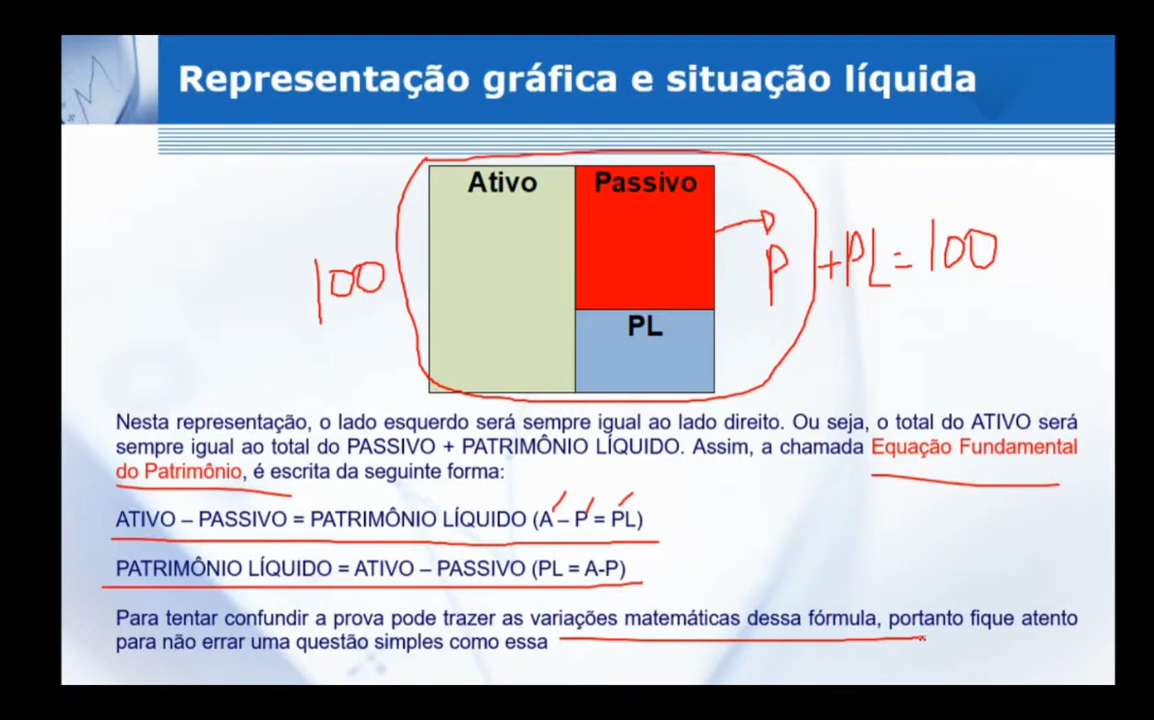 Representação gráfica e situação líquida
Ativo
Passivo
100
P + PL = 100
PL
Nesta representação, o lado esquerdo será sempre igual ao lado direito. Ou seja, o total do ATIVO será
sempre igual ao total do PASSIVO + PATRIMÔNIO LÍQUIDO. Assim, a chamada Equação Fundamental
do Patrimônio, é escrita da seguinte forma:
ATIVO – PASSIVO = PATRIMÔNIO LÍQUIDO (A – P = PL)
PATRIMÔNIO LÍQUIDO = ATIVO – PASSIVO (PL = A-P)
Para tentar confundir a prova pode trazer as variações matemáticas dessa fórmula, portanto fique atento
para não errar uma questão simples como essa